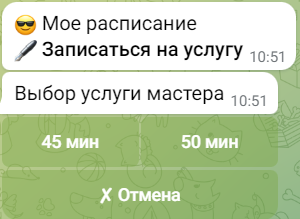 😎 Мое расписание
🖋 Записаться на услугу 10:51
Выбор услуги мастера 10:51
45 мин 50 мин
✗ Отмена